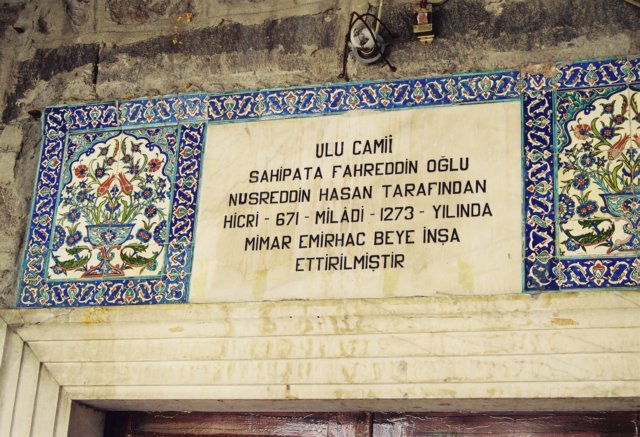 ULU CAMİİ
SAHİPATA FAHREDDİN OĞLU
NUSREDDİN HASAN TARAFINDAN
HİCRİ - 671 - MİLÂDİ - 1273 - YILINDA
MİMAR EMİRHAC BEYE İNŞA
ETTİRİLMİŞTİR